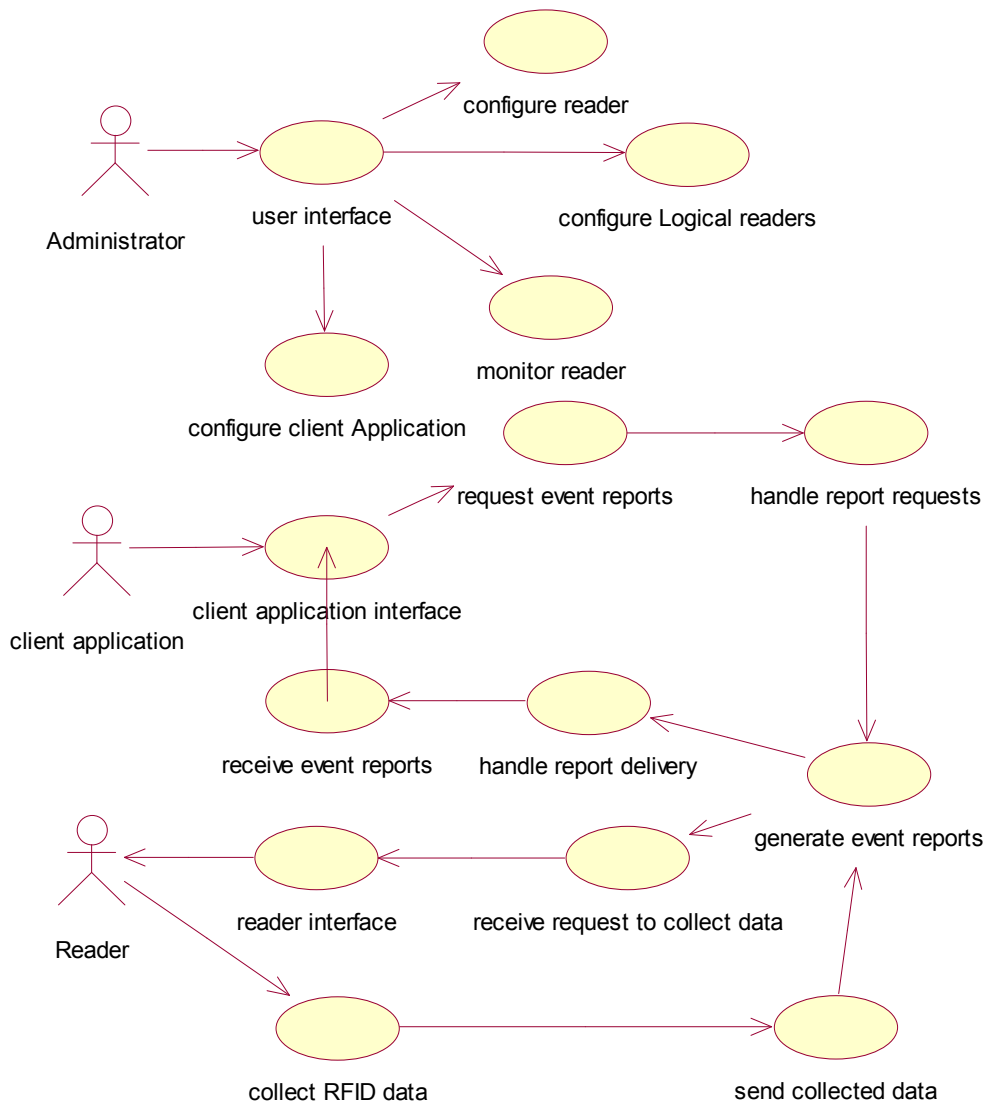 configure reader
user interface
configure Logical readers
Administrator
monitor reader
configure client Application
request event reports
handle report requests
client application interface
client application
receive event reports
handle report delivery
generate event reports
reader interface
receive request to collect data
Reader
collect RFID data
send collected data